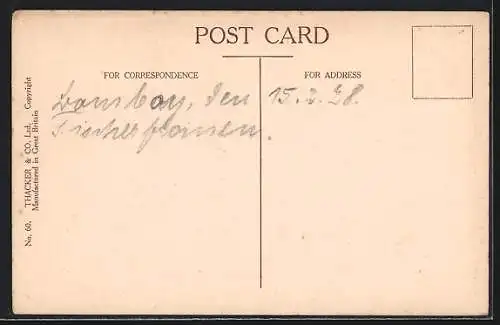 POST CARD
FOR CORRESPONDENCE
FOR ADDRESS
Bombay, den 15. 2. 28.
Fischerfrauen.
No. 60. THACKER & CO, Ltd. Copyright
Manufactured in Great Britain